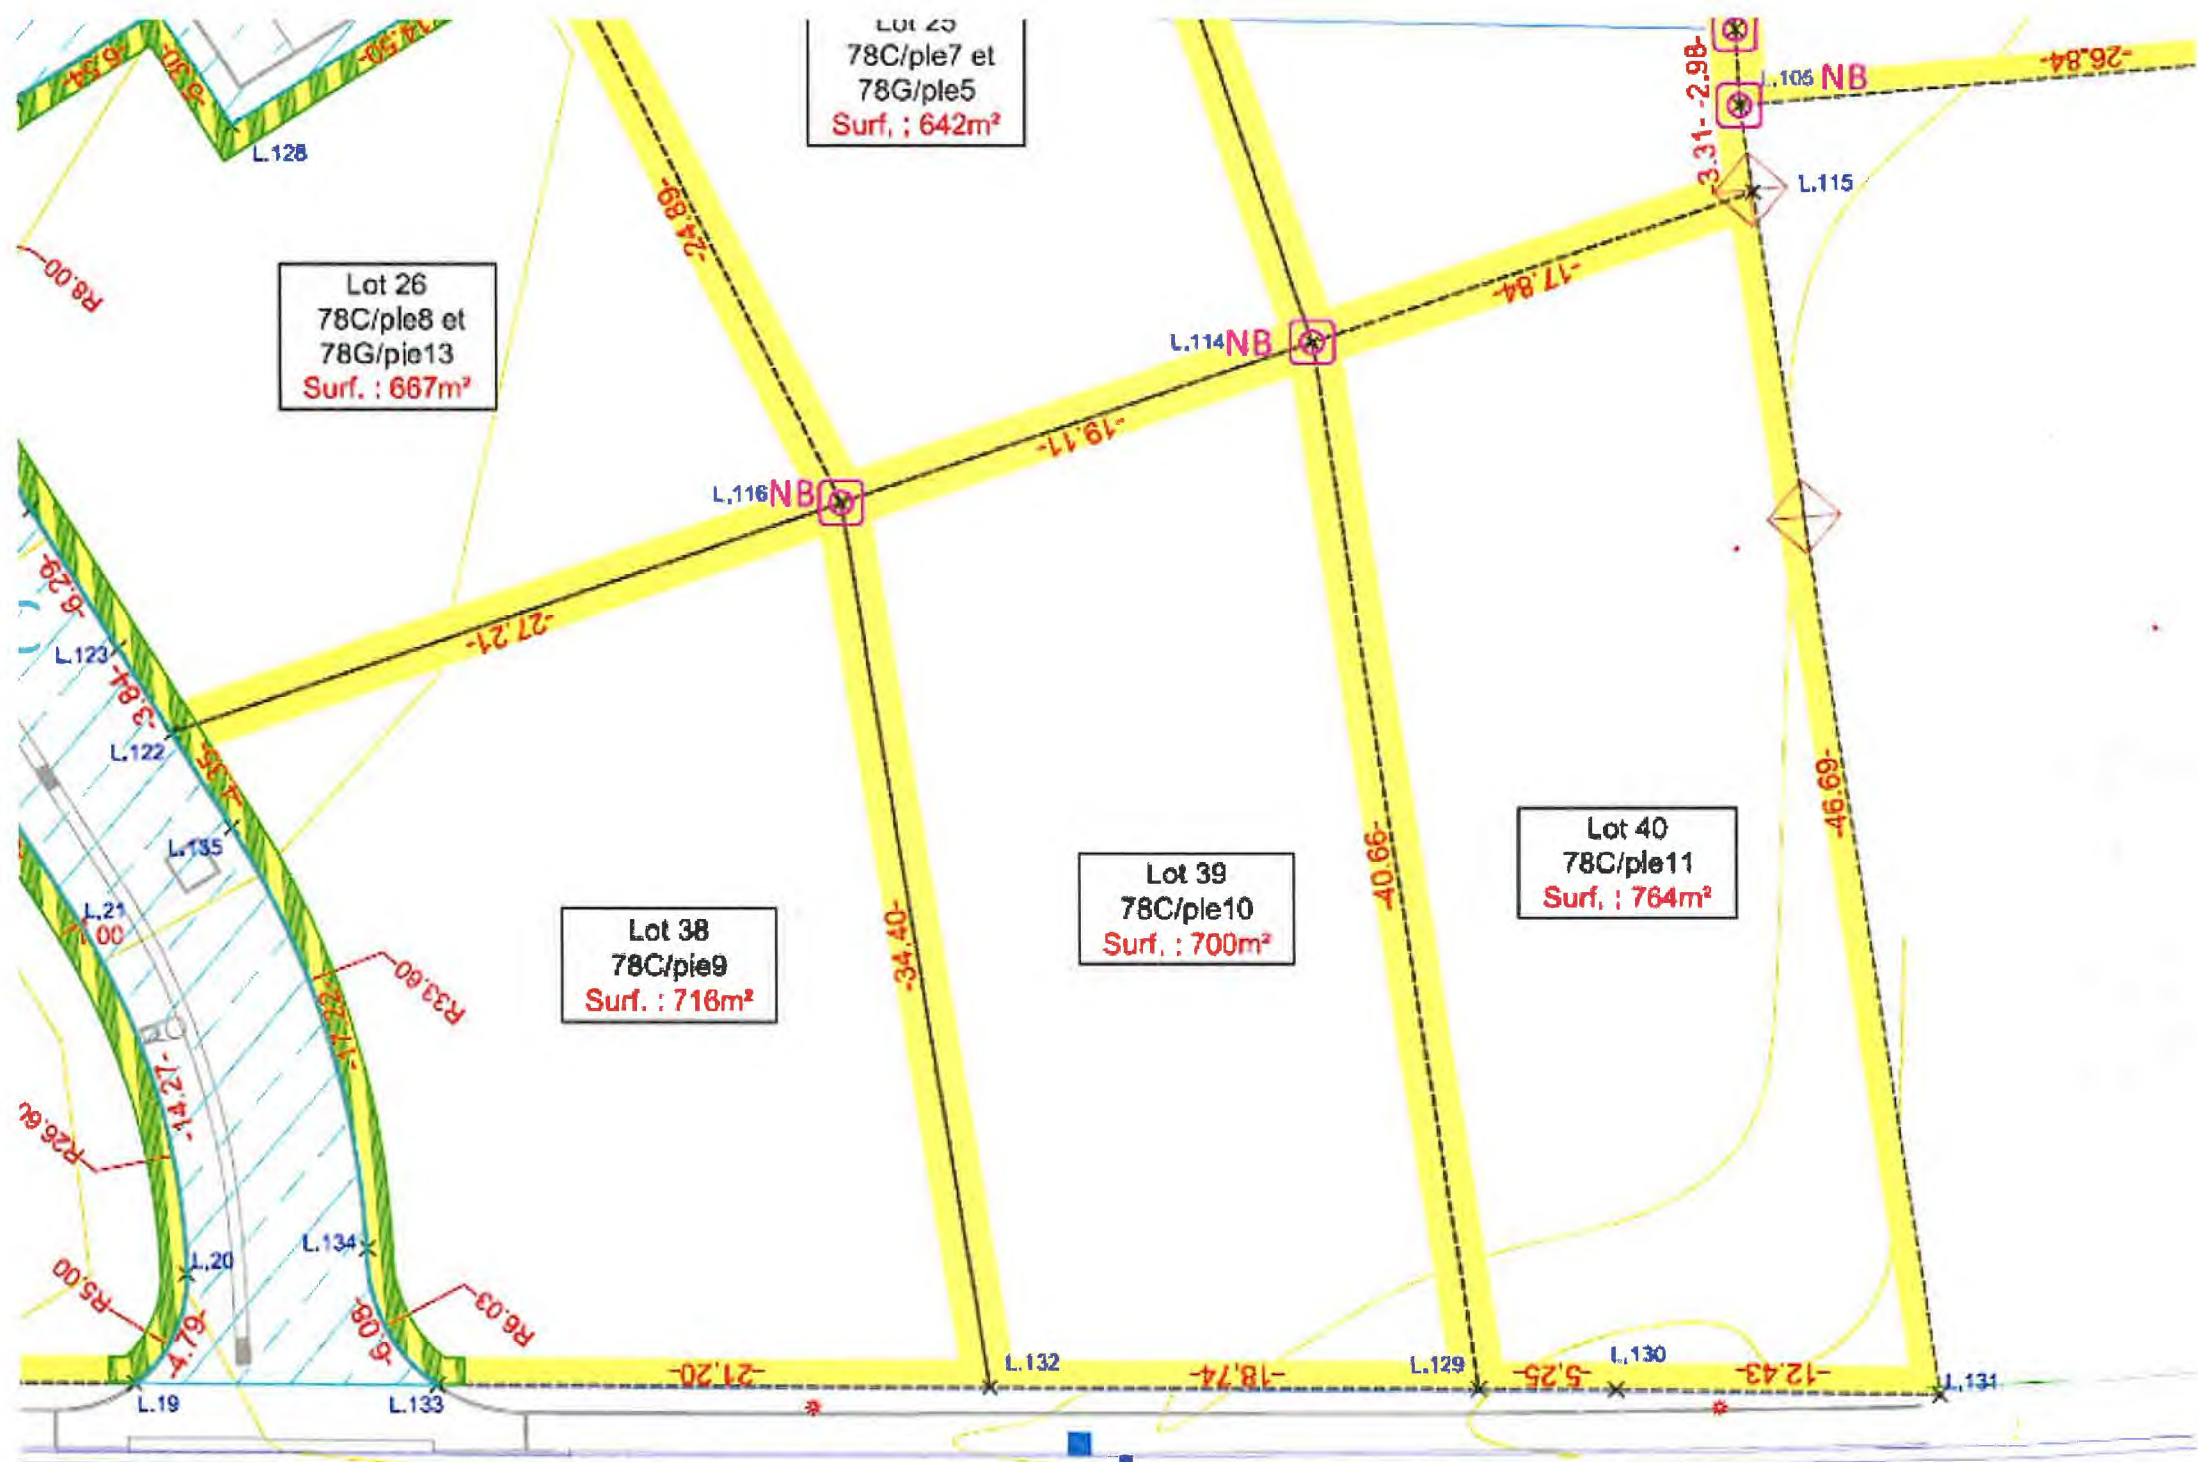 Lot 25
78C/ple7 et
78G/ple5
Surf. : 642m²
-6.54-
-5.30-
14.50-
L.128
R8.00
Lot 26
78C/ple8 et
78G/ple13
Surf. : 667m²
-24.89-
-2.98-
L.105 NB
-26.84-
-3.31-
L.115
-17.84-
L.114 NB
-19.11-
L.116 NB
-27.21-
-6.29-
L.123
-3.84-
L.122
-4.35-
L.135
L.21
00
Lot 38
78C/ple9
Surf. : 716m²
-34.40-
Lot 39
78C/ple10
Surf. : 700m²
-40.66-
Lot 40
78C/ple11
Surf. : 764m²
-46.69-
R33.60
-17.22-
-14.27-
R26.60
L.134
L.20
R5.00
-4.79-
-6.08-
R6.03
L.19
L.133
-21,20-
L.132
-18,74-
L.129
-5,25-
L.130
-12.43-
L.131